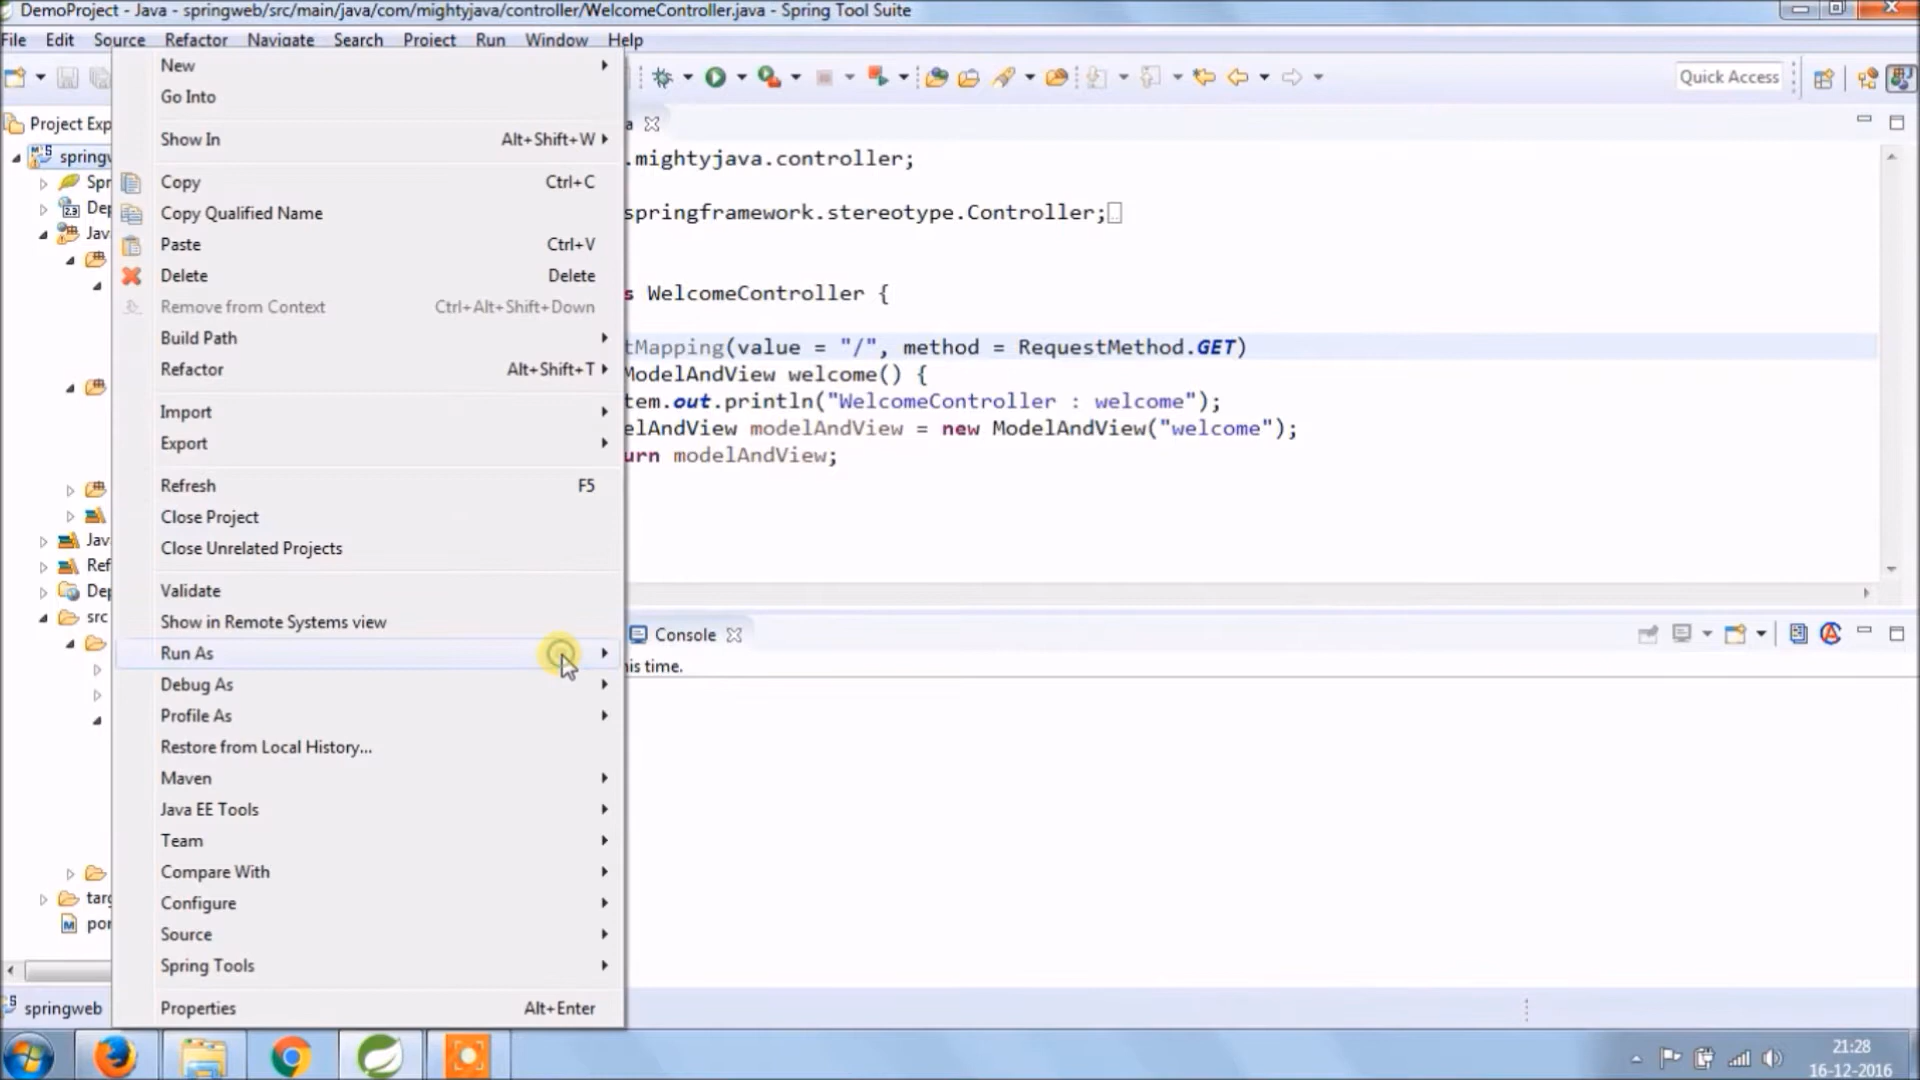 DemoProject - Java - springweb/src/main/java/com/mightyjava/controller/WelcomeController.java - Spring Tool Suite
File Edit Source Refactor Navigate Search Project Run Window Help
Quick Access
New
Go Into
Show In Alt+Shift+W
Copy Ctrl+C
Copy Qualified Name
Paste Ctrl+V
Delete Delete
Remove from Context Ctrl+Alt+Shift+Down
Build Path
Refactor Alt+Shift+T
Import
Export
Refresh F5
Close Project
Close Unrelated Projects
Validate
Show in Remote Systems view
Run As
Debug As
Profile As
Restore from Local History...
Maven
Java EE Tools
Team
Compare With
Configure
Source
Spring Tools
Properties Alt+Enter
Project Exp
springw
Spr
Dep
Jav
Jav
Ref
Dep
src
targ
por
springweb
a
.mightyjava.controller;
springframework.stereotype.Controller;
s WelcomeController {
tMapping(value = "/", method = RequestMethod.GET)
ModelAndView welcome() {
tem.out.println("WelcomeController : welcome");
elAndView modelAndView = new ModelAndView("welcome");
urn modelAndView;
Console
his time.
21:28
16-12-2016